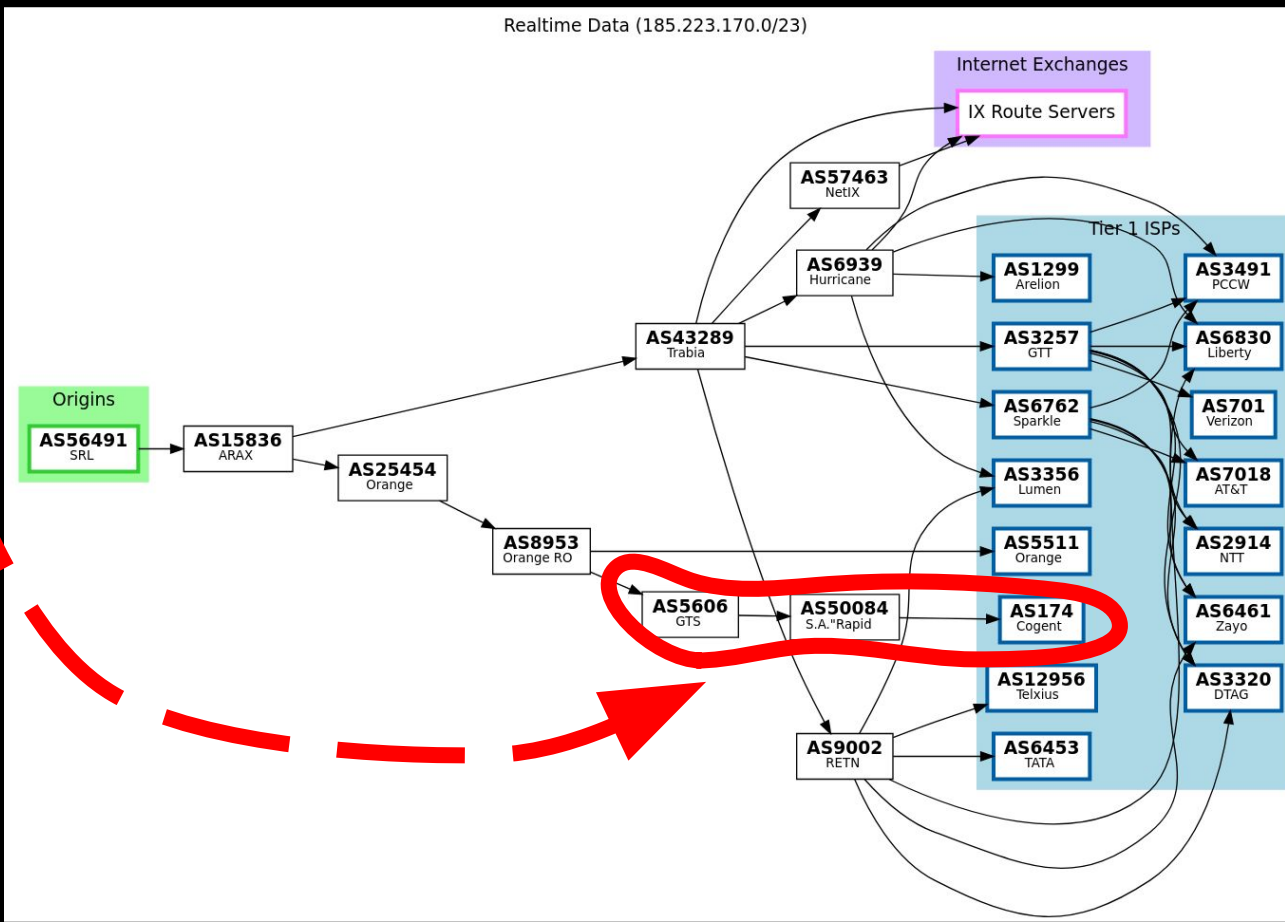 Realtime Data (185.223.170.0/23)
Internet Exchanges
IX Route Servers
AS57463
NetIX
Tier 1 ISPs
AS6939
Hurricane
AS1299
Arelion
AS3491
PCCW
AS43289
Trabia
AS3257
GTT
AS6830
Liberty
Origins
AS56491
SRL
AS15836
ARAX
AS6762
Sparkle
AS701
Verizon
AS25454
Orange
AS3356
Lumen
AS7018
AT&T
AS8953
Orange RO
AS5511
Orange
AS2914
NTT
AS5606
GTS
AS50084
S.A."Rapid
AS174
Cogent
AS6461
Zayo
AS12956
Telxius
AS3320
DTAG
AS9002
RETN
AS6453
TATA